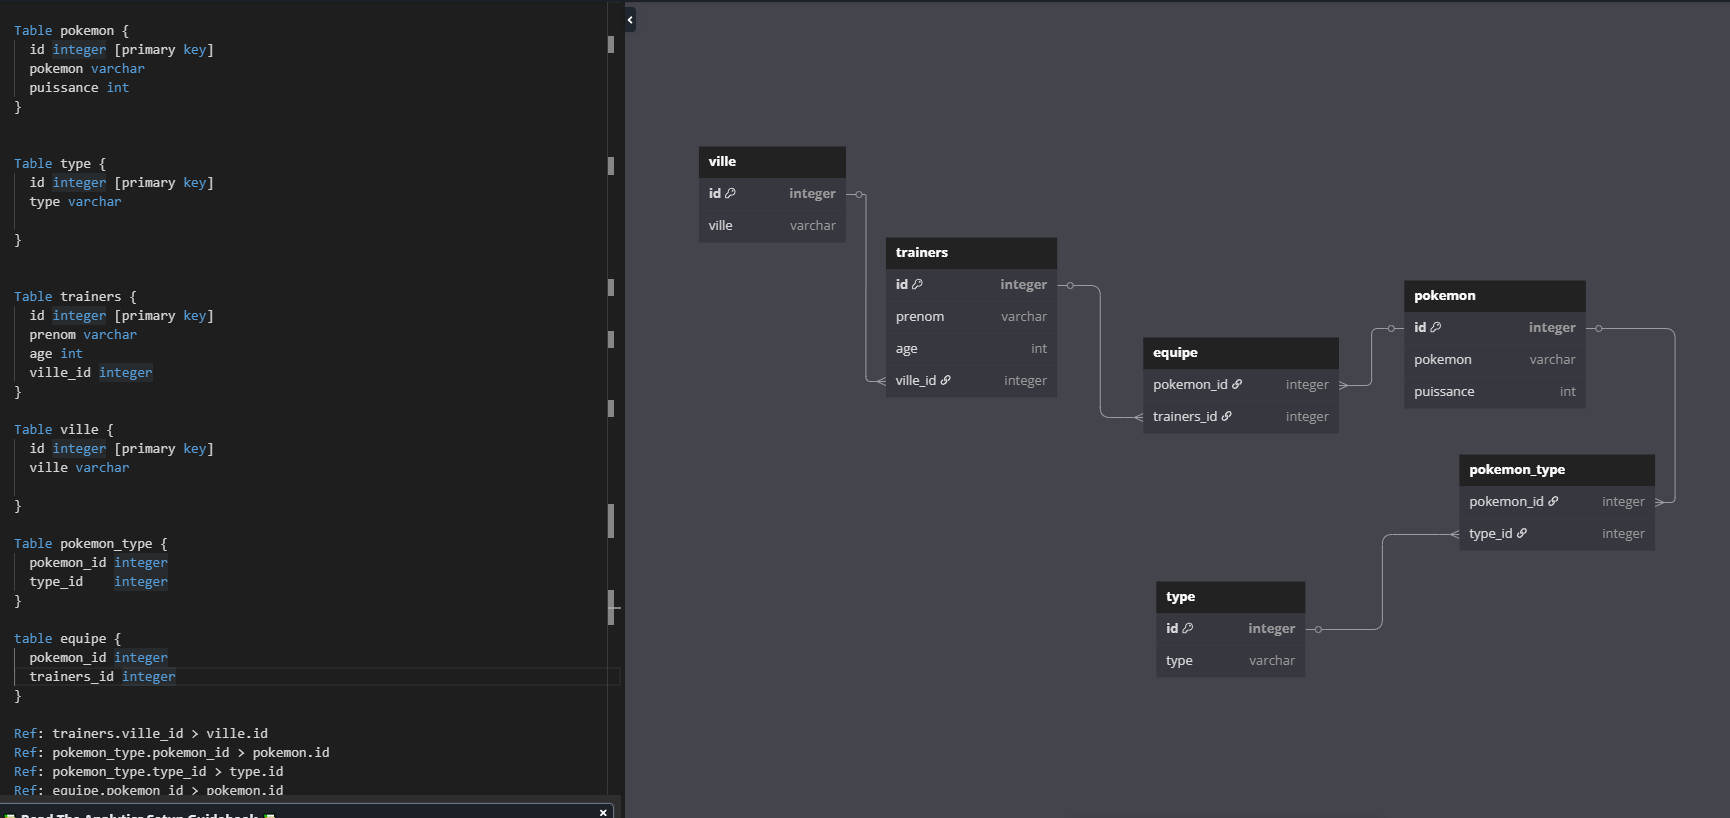 Table pokemon {
id integer [primary key]
pokemon varchar
puissance int
}
Table type {
id integer [primary key]
type varchar
}
Table trainers {
id integer [primary key]
prenom varchar
age int
ville_id integer
}
Table ville {
id integer [primary key]
ville varchar
}
Table pokemon_type {
pokemon_id integer
type_id    integer
}
table equipe {
pokemon_id integer
trainers_id integer
}
Ref: trainers.ville_id > ville.id
Ref: pokemon_type.pokemon_id > pokemon.id
Ref: pokemon_type.type_id > type.id
Ref: equipe.pokemon_id > pokemon.id
Read The Analytics Setup Guidebook
ville
id integer
ville varchar
trainers
id integer
prenom varchar
age int
ville_id integer
equipe
pokemon_id integer
trainers_id integer
pokemon
id integer
pokemon varchar
puissance int
pokemon_type
pokemon_id integer
type_id integer
type
id integer
type varchar